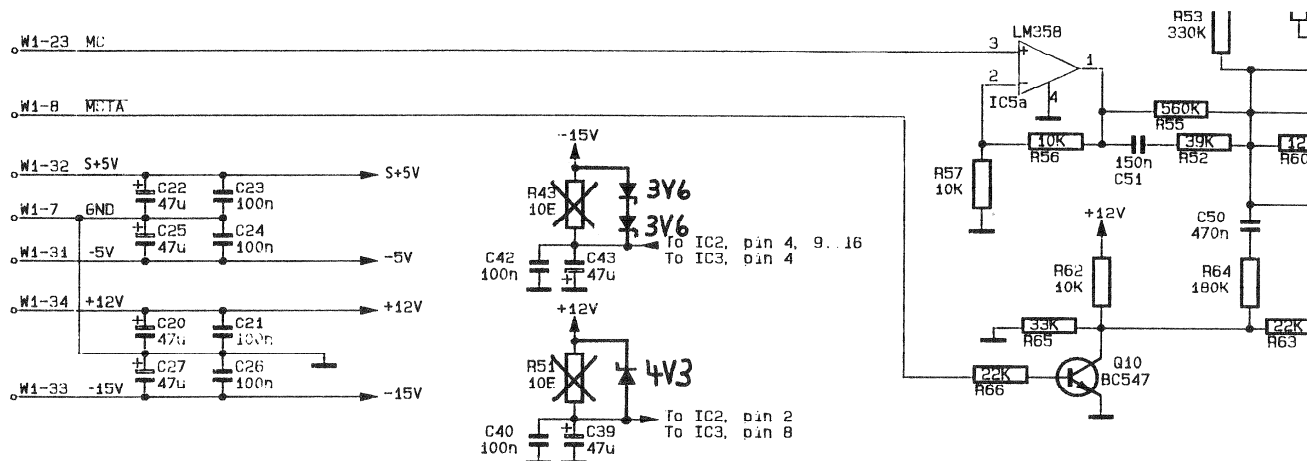 W1-23 MC
W1-8 MCTA
W1-32 S+5V
S+5V
C22
47u
C23
100n
W1-7 GND
C25
47u
C24
100n
W1-31 -5V
-5V
W1-34 +12V
+12V
C20
47u
C21
100n
C27
47u
C26
100n
W1-33 -15V
-15V
-15V
R43
10E
3V6
3V6
To IC2, pin 4, 9..16
To IC3, pin 4
C42
100n
C43
47u
+12V
R51
10E
4V3
To IC2, pin 2
To IC3, pin 8
C40
100n
C39
47u
LM358
3
2
1
4
IC5a
R53
330K
560K
R55
10K
R56
150n
C51
39K
R52
12
R60
R57
10K
+12V
C50
470n
R62
10K
R64
180K
33K
R65
22K
R63
22K
R66
Q10
BC547